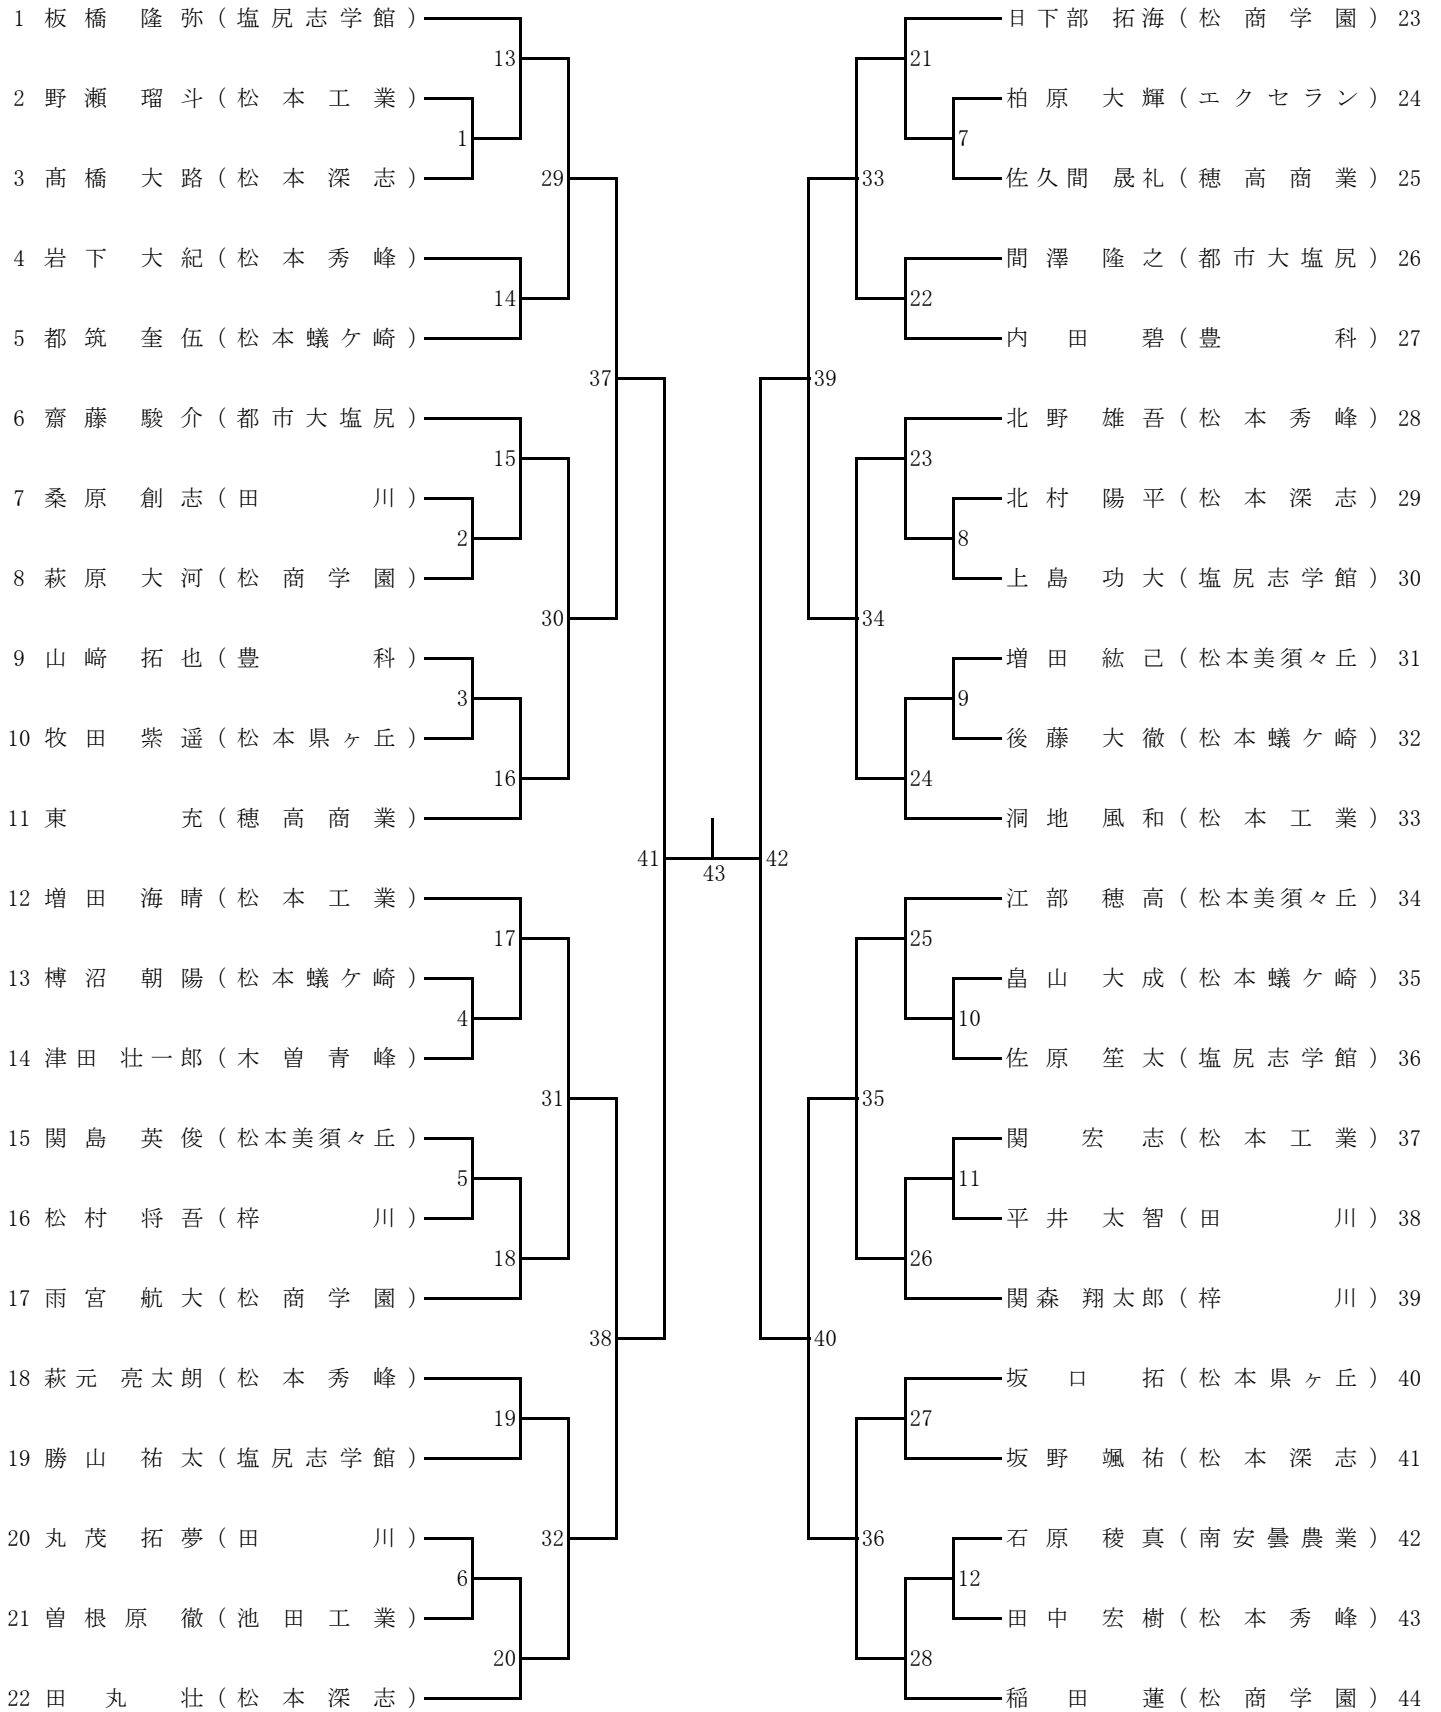 1 板橋 隆弥(塩尻志学館)
13
2 野瀬 瑠斗(松本工業)
1
3 髙橋 大路(松本深志)
29
4 岩下 大紀(松本秀峰)
14
5 都筑 奎伍(松本蟻ケ崎)
37
6 齋藤 駿介(都市大塩尻)
15
7 桑原 創志(田川)
2
8 萩原 大河(松商学園)
30
9 山﨑 拓也(豊科)
3
10 牧田 紫遥(松本県ヶ丘)
16
11 東 充(穂高商業)
41
12 増田 海晴(松本工業)
17
13 榑沼 朝陽(松本蟻ケ崎)
4
14 津田 壮一郎(木曽青峰)
31
15 関島 英俊(松本美須々丘)
5
16 松村 将吾(梓川)
18
17 雨宮 航大(松商学園)
38
18 萩元 亮太朗(松本秀峰)
19
19 勝山 祐太(塩尻志学館)
20 丸茂 拓夢(田川)
32
6
21 曽根原 徹(池田工業)
20
22 田丸 壮(松本深志)
43
日下部 拓海(松商学園) 23
21
柏原 大輝(エクセラン) 24
7
佐久間 晟礼(穂高商業) 25
33
間澤 隆之(都市大塩尻) 26
22
内田 碧(豊科) 27
39
北野 雄吾(松本秀峰) 28
23
北村 陽平(松本深志) 29
8
上島 功大(塩尻志学館) 30
34
増田 紘己(松本美須々丘) 31
9
後藤 大徹(松本蟻ケ崎) 32
24
洞地 風和(松本工業) 33
42
江部 穂高(松本美須々丘) 34
25
畠山 大成(松本蟻ケ崎) 35
10
佐原 笙太(塩尻志学館) 36
35
関 宏志(松本工業) 37
11
平井 太智(田川) 38
26
関森 翔太郎(梓川) 39
40
坂口 拓(松本県ヶ丘) 40
27
坂野 颯祐(松本深志) 41
36
石原 稜真(南安曇農業) 42
12
田中 宏樹(松本秀峰) 43
28
稲田 蓮(松商学園) 44